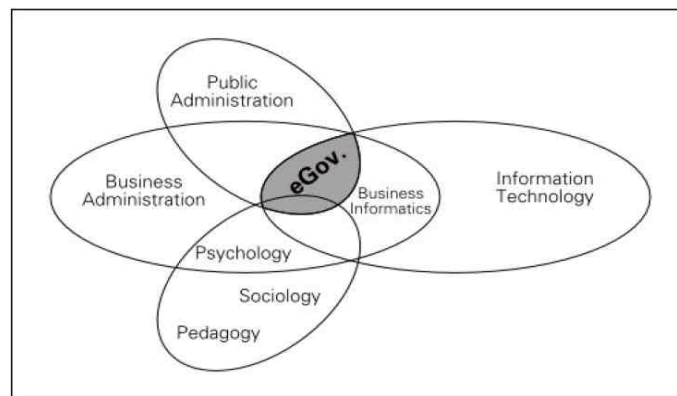 Public
Administration
eGov.
Business
Administration
Business
Informatics
Information
Technology
Psychology
Sociology
Pedagogy